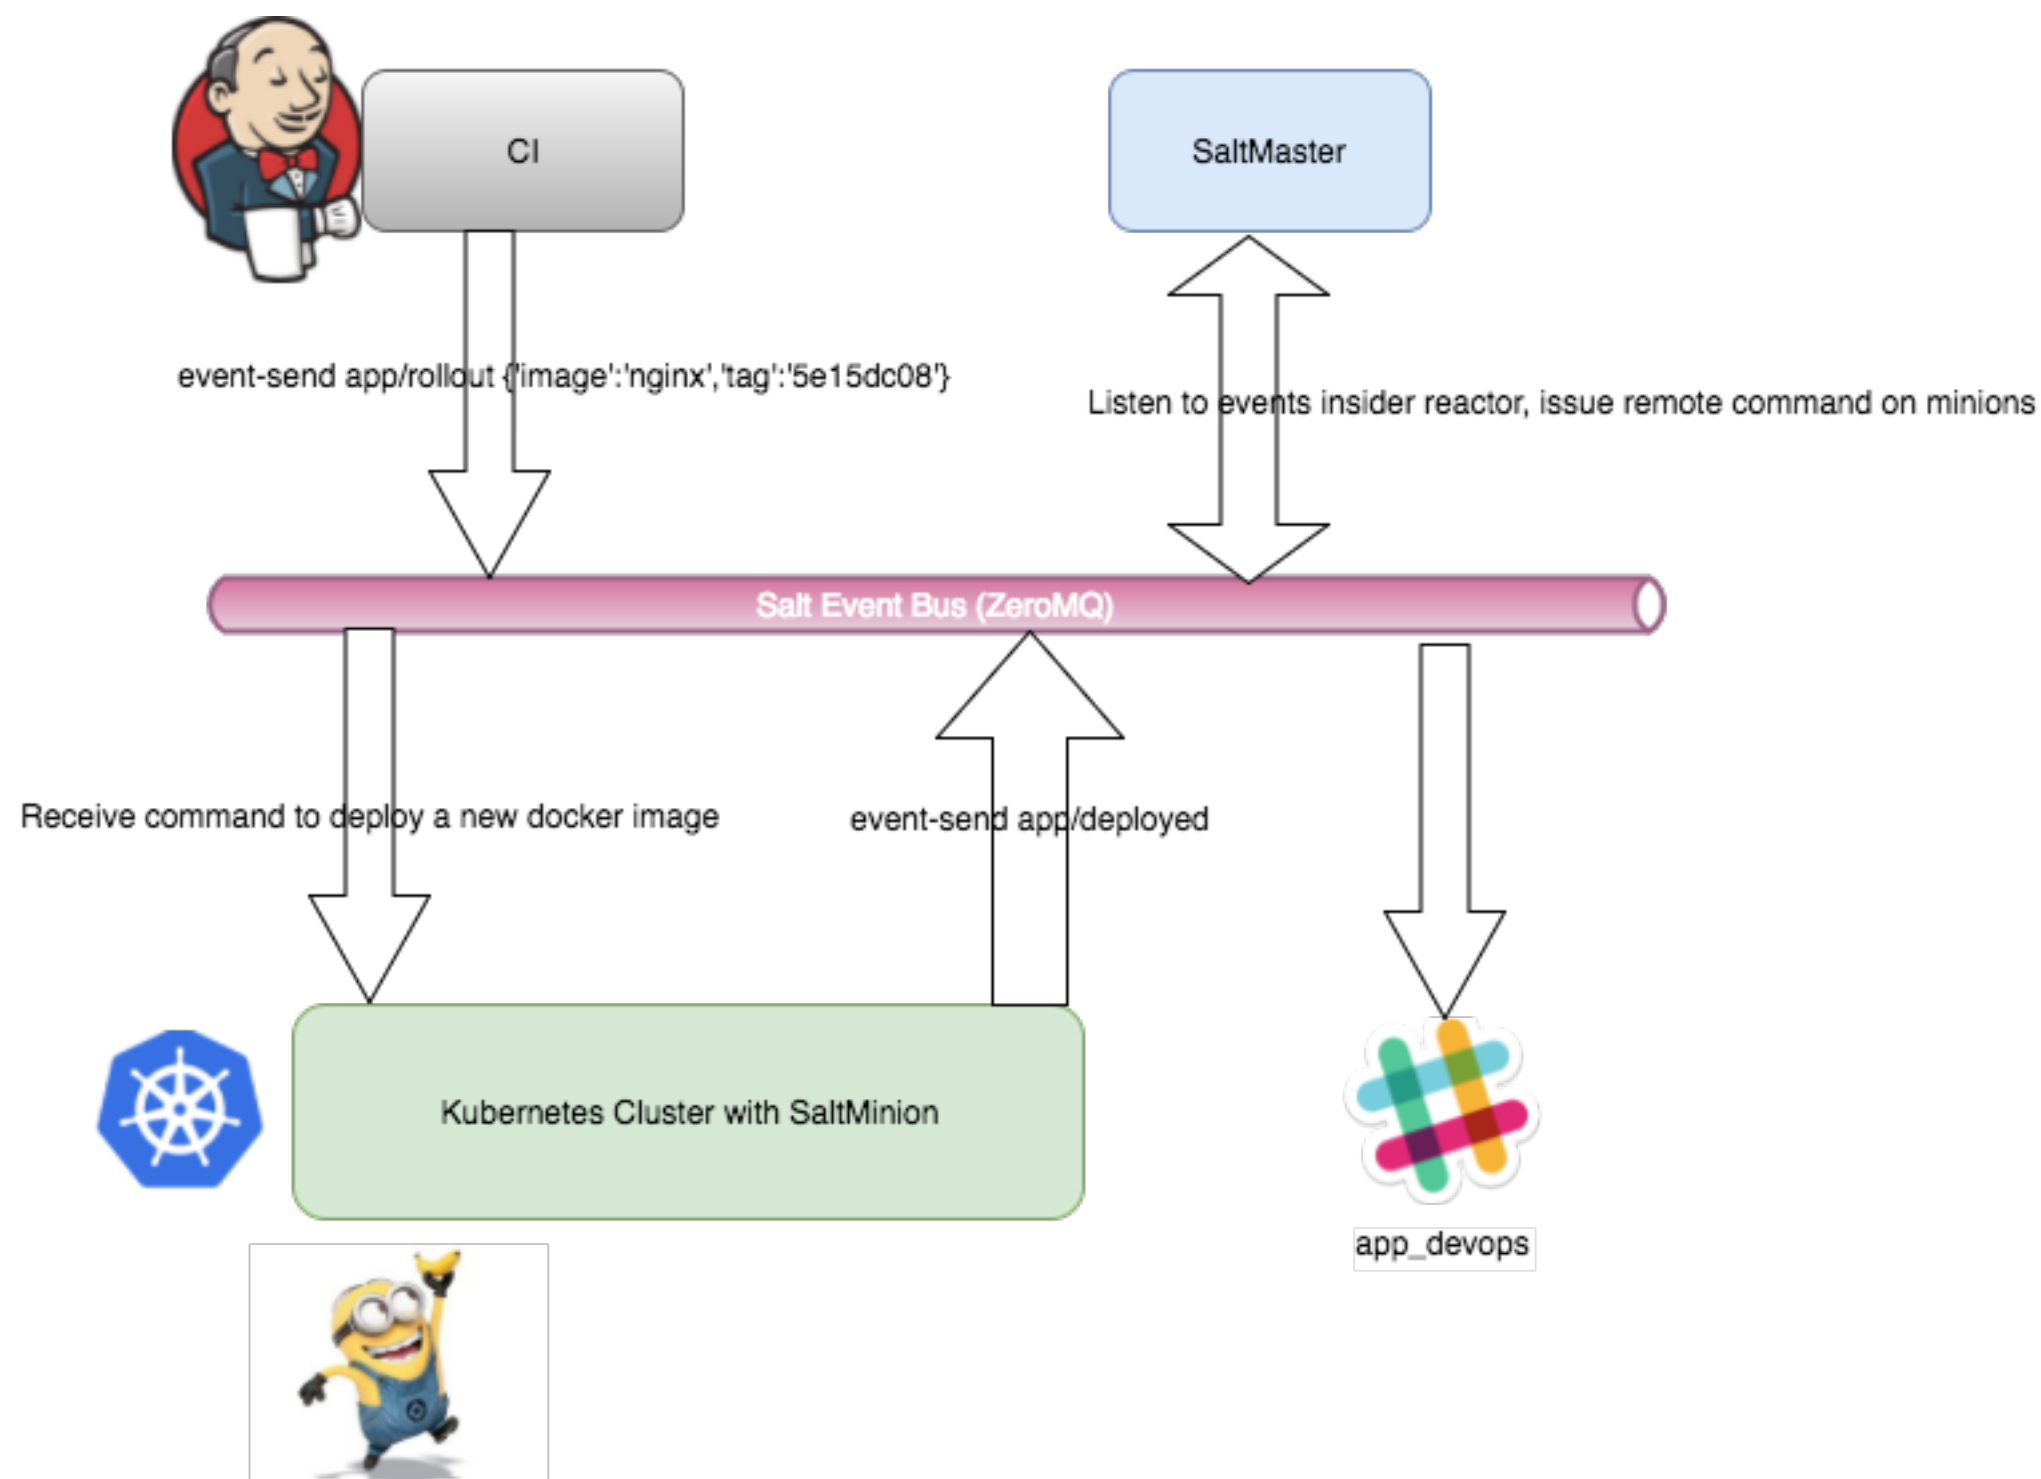 CI
SaltMaster
event-send app/rollout {'image':'nginx','tag':'5e15dc08'}
Listen to events insider reactor, issue remote command on minions
Salt Event Bus (ZeroMQ)
Receive command to deploy a new docker image
event-send app/deployed
Kubernetes Cluster with SaltMinion
app_devops